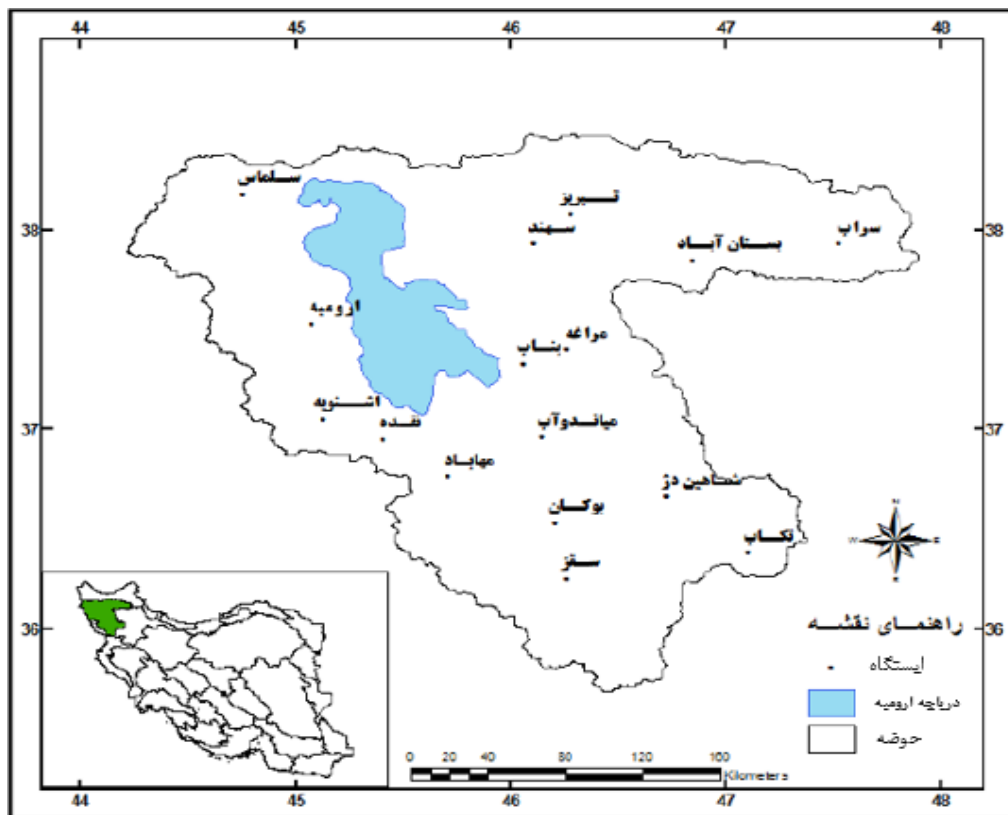 44 45 46 47 48
سلماس
تبریز
38 سهند سراب 38
بستان آباد
ارومیه
مراغه
بناب
اشنویه
37 نقده میاندوآب 37
مهاباد
شاهین دژ
بوکان
تکاب
سقز
N
W E
S
36 راهنمای نقشه 36
ایستگاه
دریاچه ارومیه
حوضه
0 20 40 80 120 160
Kilometers
44 45 46 47 48